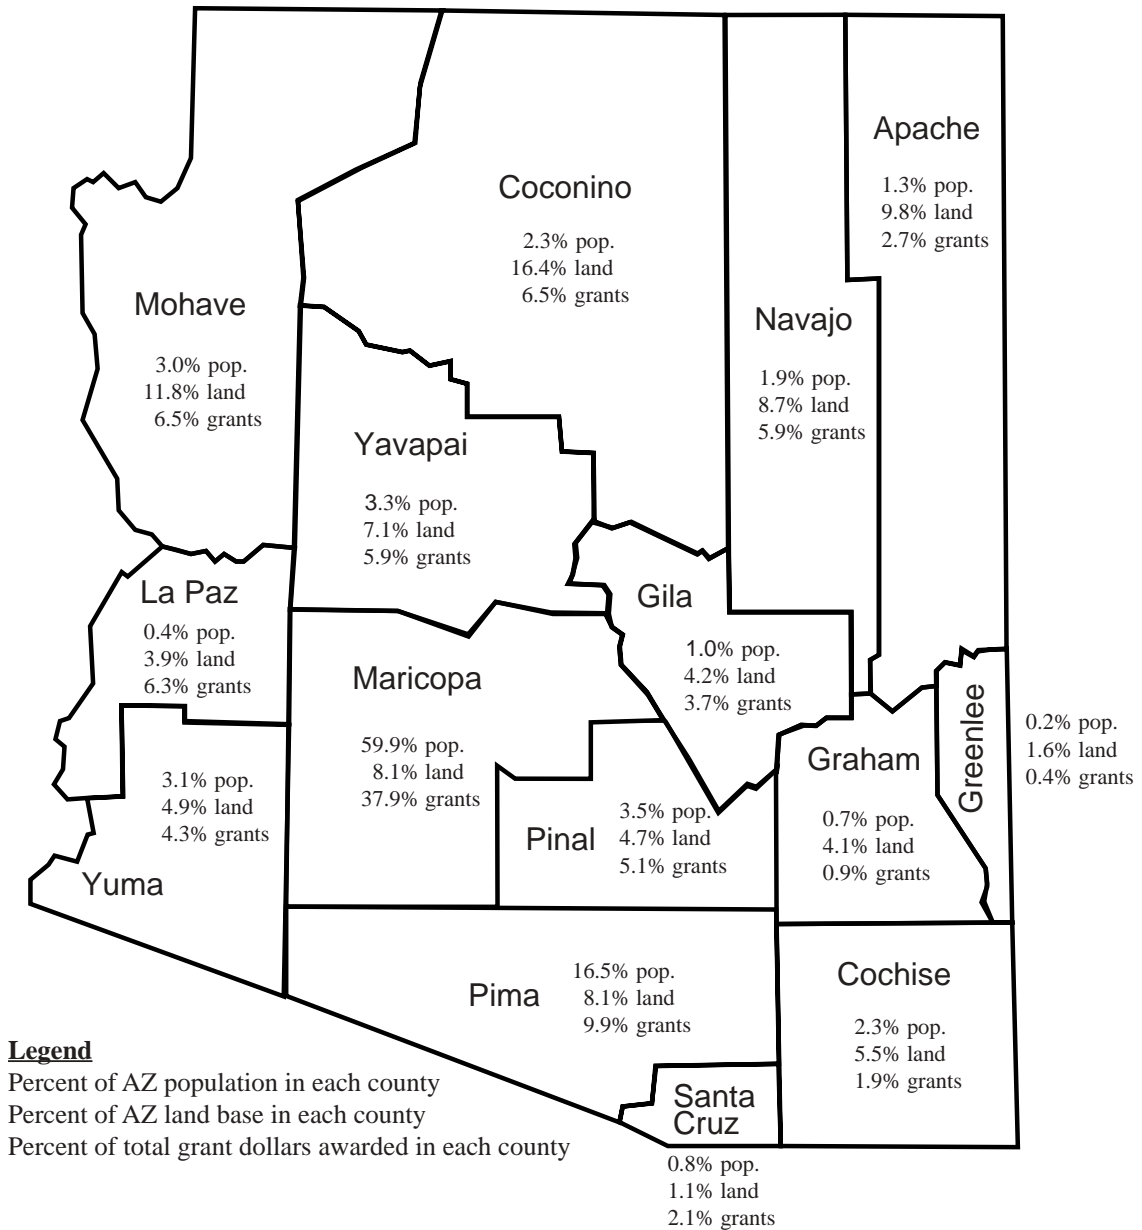 Apache
1.3% pop.
9.8% land
2.7% grants
Coconino
2.3% pop.
16.4% land
6.5% grants
Mohave
3.0% pop.
11.8% land
6.5% grants
Navajo
1.9% pop.
8.7% land
5.9% grants
Yavapai
3.3% pop.
7.1% land
5.9% grants
La Paz
0.4% pop.
3.9% land
6.3% grants
Gila
1.0% pop.
4.2% land
3.7% grants
Maricopa
59.9% pop.
8.1% land
37.9% grants
Greenlee
0.2% pop.
1.6% land
0.4% grants
Graham
0.7% pop.
4.1% land
0.9% grants
3.1% pop.
4.9% land
4.3% grants
Yuma
Pinal
3.5% pop.
4.7% land
5.1% grants
Pima
16.5% pop.
8.1% land
9.9% grants
Cochise
2.3% pop.
5.5% land
1.9% grants
Santa
Cruz
0.8% pop.
1.1% land
2.1% grants
Legend
Percent of AZ population in each county
Percent of AZ land base in each county
Percent of total grant dollars awarded in each county